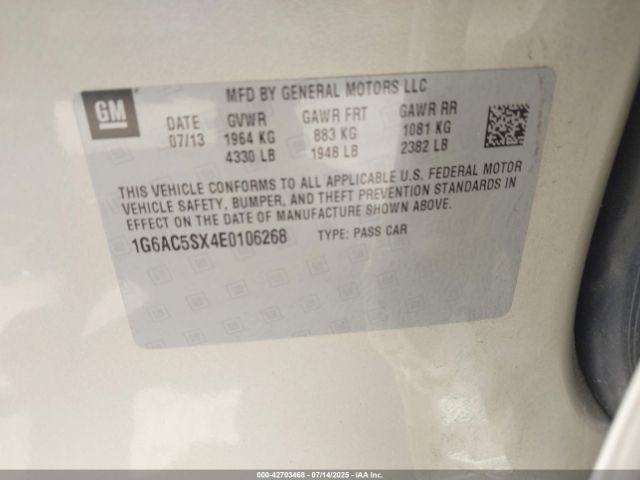 GM
MFD BY GENERAL MOTORS LLC
DATE GVWR GAWR FRT GAWR RR
07/13 1964 KG 883 KG 1081 KG
4330 LB 1948 LB 2382 LB
THIS VEHICLE CONFORMS TO ALL APPLICABLE U.S. FEDERAL MOTOR
VEHICLE SAFETY, BUMPER, AND THEFT PREVENTION STANDARDS IN
EFFECT ON THE DATE OF MANUFACTURE SHOWN ABOVE.
1G6AC5SX4E0106268 TYPE: PASS CAR
000-42703468 - 07/14/2025 - IAA Inc.